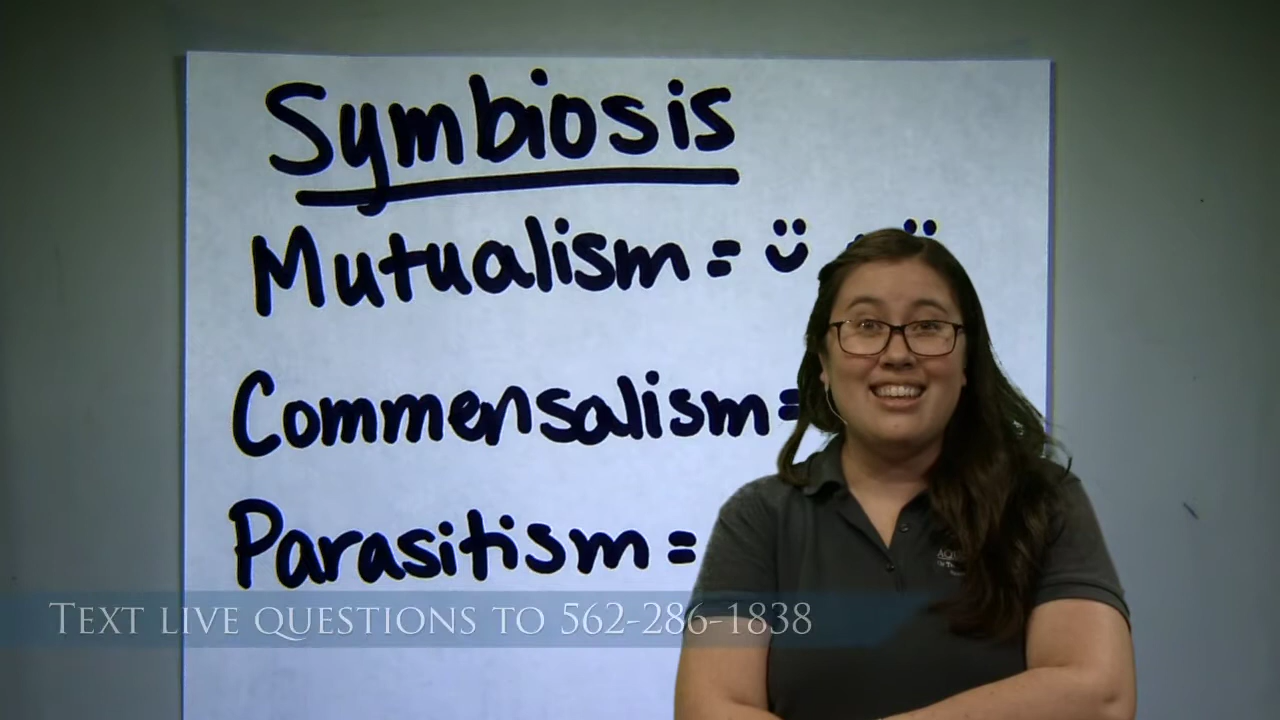 Symbiosis
Mutualism =
Commensalism=
Parasitism =
TEXT LIVE QUESTIONS TO 562-286-1838